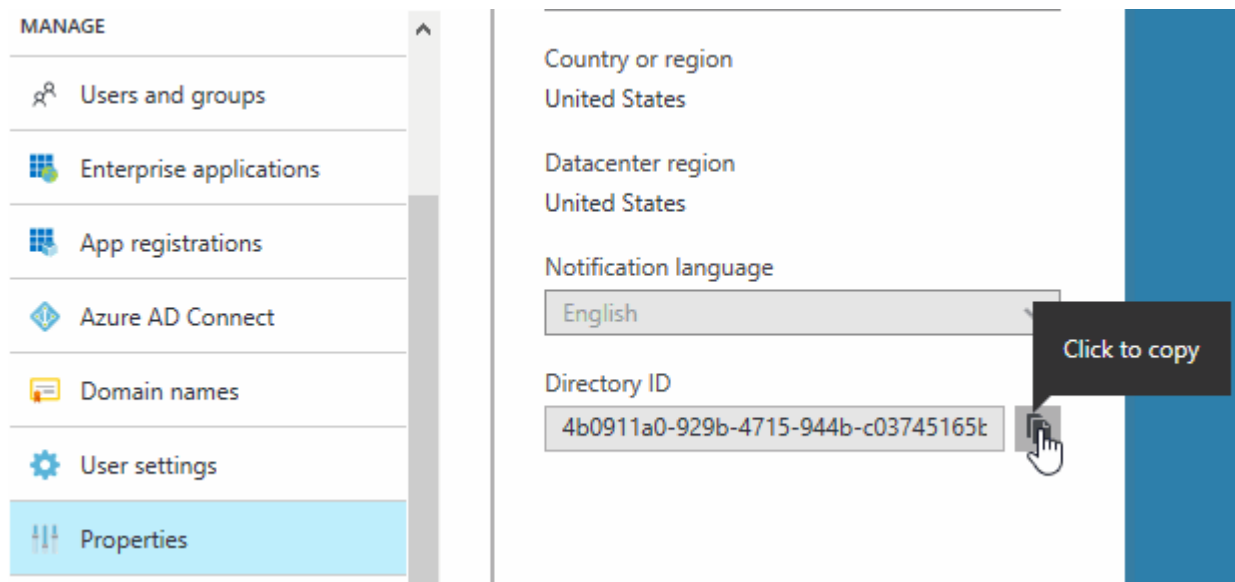 MANAGE
Users and groups
Enterprise applications
App registrations
Azure AD Connect
Domain names
User settings
Properties
Country or region
United States
Datacenter region
United States
Notification language
English
Click to copy
Directory ID
4b0911a0-929b-4715-944b-c03745165b